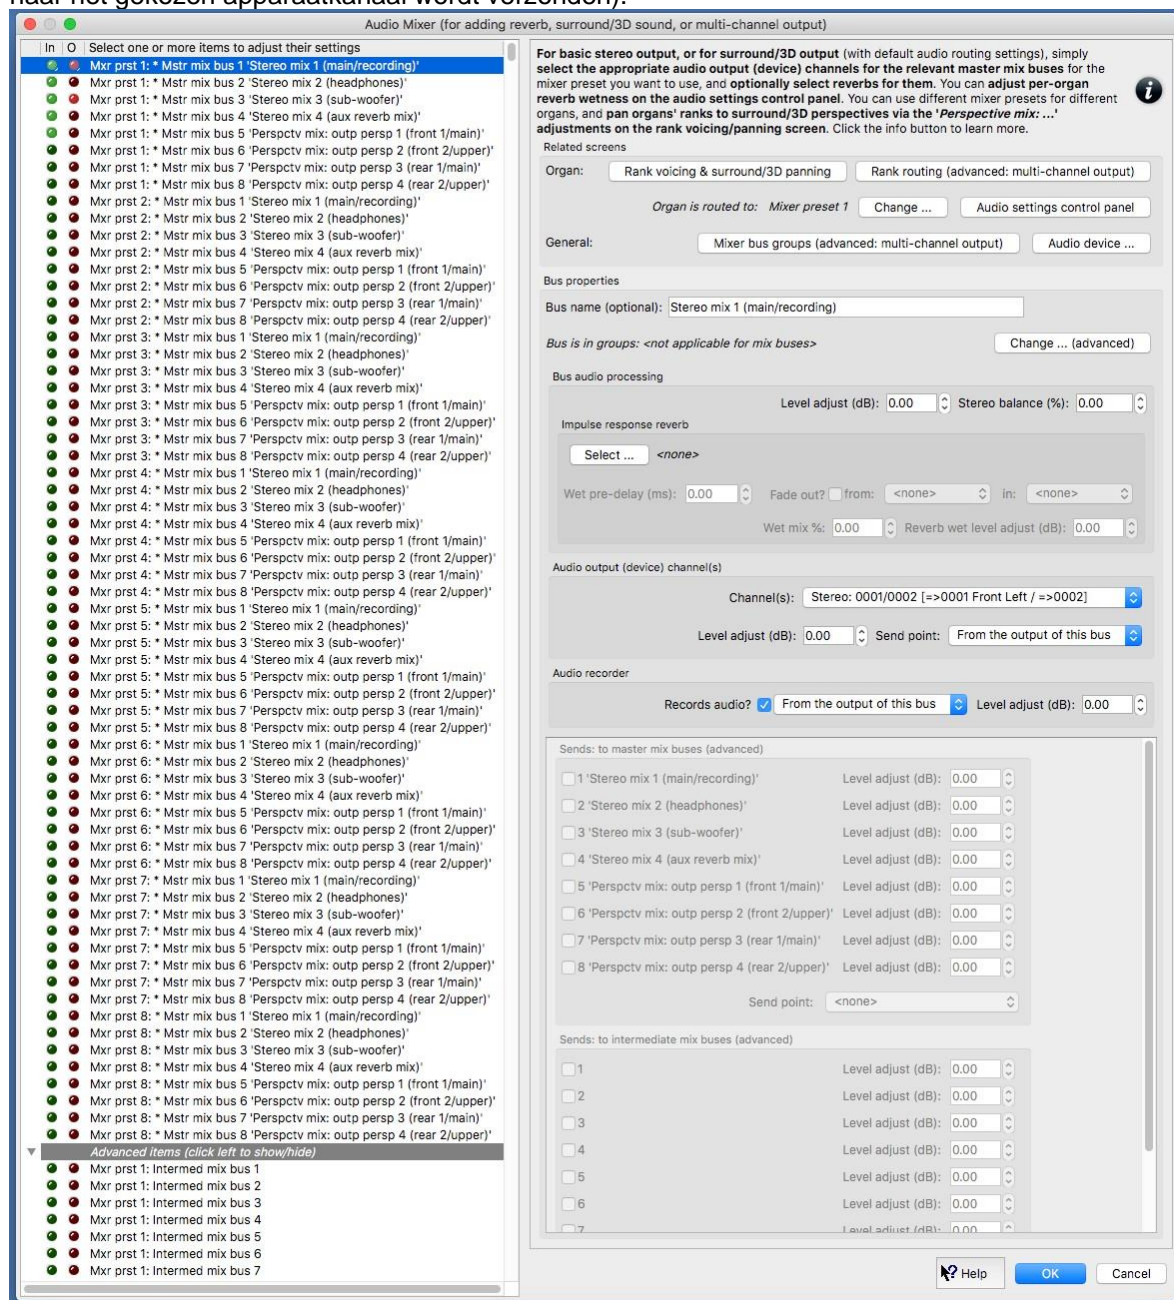 naar het gekozen apparaatkanaal wordt verzonden).
Audio Mixer (for adding reverb, surround/3D sound, or multi-channel output)
In O Select one or more items to adjust their settings
Mxr prst 1: * Mstr mix bus 1 'Stereo mix 1 (main/recording)'
Mxr prst 1: * Mstr mix bus 2 'Stereo mix 2 (headphones)'
Mxr prst 1: * Mstr mix bus 3 'Stereo mix 3 (sub-woofer)'
Mxr prst 1: * Mstr mix bus 4 'Stereo mix 4 (aux reverb mix)'
Mxr prst 1: * Mstr mix bus 5 'Perspctv mix: outp persp 1 (front 1/main)'
Mxr prst 1: * Mstr mix bus 6 'Perspctv mix: outp persp 2 (front 2/upper)'
Mxr prst 1: * Mstr mix bus 7 'Perspctv mix: outp persp 3 (rear 1/main)'
Mxr prst 1: * Mstr mix bus 8 'Perspctv mix: outp persp 4 (rear 2/upper)'
Mxr prst 2: * Mstr mix bus 1 'Stereo mix 1 (main/recording)'
Mxr prst 2: * Mstr mix bus 2 'Stereo mix 2 (headphones)'
Mxr prst 2: * Mstr mix bus 3 'Stereo mix 3 (sub-woofer)'
Mxr prst 2: * Mstr mix bus 4 'Stereo mix 4 (aux reverb mix)'
Mxr prst 2: * Mstr mix bus 5 'Perspctv mix: outp persp 1 (front 1/main)'
Mxr prst 2: * Mstr mix bus 6 'Perspctv mix: outp persp 2 (front 2/upper)'
Mxr prst 2: * Mstr mix bus 7 'Perspctv mix: outp persp 3 (rear 1/main)'
Mxr prst 2: * Mstr mix bus 8 'Perspctv mix: outp persp 4 (rear 2/upper)'
Mxr prst 3: * Mstr mix bus 1 'Stereo mix 1 (main/recording)'
Mxr prst 3: * Mstr mix bus 2 'Stereo mix 2 (headphones)'
Mxr prst 3: * Mstr mix bus 3 'Stereo mix 3 (sub-woofer)'
Mxr prst 3: * Mstr mix bus 4 'Stereo mix 4 (aux reverb mix)'
Mxr prst 3: * Mstr mix bus 5 'Perspctv mix: outp persp 1 (front 1/main)'
Mxr prst 3: * Mstr mix bus 6 'Perspctv mix: outp persp 2 (front 2/upper)'
Mxr prst 3: * Mstr mix bus 7 'Perspctv mix: outp persp 3 (rear 1/main)'
Mxr prst 3: * Mstr mix bus 8 'Perspctv mix: outp persp 4 (rear 2/upper)'
Mxr prst 4: * Mstr mix bus 1 'Stereo mix 1 (main/recording)'
Mxr prst 4: * Mstr mix bus 2 'Stereo mix 2 (headphones)'
Mxr prst 4: * Mstr mix bus 3 'Stereo mix 3 (sub-woofer)'
Mxr prst 4: * Mstr mix bus 4 'Stereo mix 4 (aux reverb mix)'
Mxr prst 4: * Mstr mix bus 5 'Perspctv mix: outp persp 1 (front 1/main)'
Mxr prst 4: * Mstr mix bus 6 'Perspctv mix: outp persp 2 (front 2/upper)'
Mxr prst 4: * Mstr mix bus 7 'Perspctv mix: outp persp 3 (rear 1/main)'
Mxr prst 4: * Mstr mix bus 8 'Perspctv mix: outp persp 4 (rear 2/upper)'
Mxr prst 5: * Mstr mix bus 1 'Stereo mix 1 (main/recording)'
Mxr prst 5: * Mstr mix bus 2 'Stereo mix 2 (headphones)'
Mxr prst 5: * Mstr mix bus 3 'Stereo mix 3 (sub-woofer)'
Mxr prst 5: * Mstr mix bus 4 'Stereo mix 4 (aux reverb mix)'
Mxr prst 5: * Mstr mix bus 5 'Perspctv mix: outp persp 1 (front 1/main)'
Mxr prst 5: * Mstr mix bus 6 'Perspctv mix: outp persp 2 (front 2/upper)'
Mxr prst 5: * Mstr mix bus 7 'Perspctv mix: outp persp 3 (rear 1/main)'
Mxr prst 5: * Mstr mix bus 8 'Perspctv mix: outp persp 4 (rear 2/upper)'
Mxr prst 6: * Mstr mix bus 1 'Stereo mix 1 (main/recording)'
Mxr prst 6: * Mstr mix bus 2 'Stereo mix 2 (headphones)'
Mxr prst 6: * Mstr mix bus 3 'Stereo mix 3 (sub-woofer)'
Mxr prst 6: * Mstr mix bus 4 'Stereo mix 4 (aux reverb mix)'
Mxr prst 6: * Mstr mix bus 5 'Perspctv mix: outp persp 1 (front 1/main)'
Mxr prst 6: * Mstr mix bus 6 'Perspctv mix: outp persp 2 (front 2/upper)'
Mxr prst 6: * Mstr mix bus 7 'Perspctv mix: outp persp 3 (rear 1/main)'
Mxr prst 6: * Mstr mix bus 8 'Perspctv mix: outp persp 4 (rear 2/upper)'
Mxr prst 7: * Mstr mix bus 1 'Stereo mix 1 (main/recording)'
Mxr prst 7: * Mstr mix bus 2 'Stereo mix 2 (headphones)'
Mxr prst 7: * Mstr mix bus 3 'Stereo mix 3 (sub-woofer)'
Mxr prst 7: * Mstr mix bus 4 'Stereo mix 4 (aux reverb mix)'
Mxr prst 7: * Mstr mix bus 5 'Perspctv mix: outp persp 1 (front 1/main)'
Mxr prst 7: * Mstr mix bus 6 'Perspctv mix: outp persp 2 (front 2/upper)'
Mxr prst 7: * Mstr mix bus 7 'Perspctv mix: outp persp 3 (rear 1/main)'
Mxr prst 7: * Mstr mix bus 8 'Perspctv mix: outp persp 4 (rear 2/upper)'
Mxr prst 8: * Mstr mix bus 1 'Stereo mix 1 (main/recording)'
Mxr prst 8: * Mstr mix bus 2 'Stereo mix 2 (headphones)'
Mxr prst 8: * Mstr mix bus 3 'Stereo mix 3 (sub-woofer)'
Mxr prst 8: * Mstr mix bus 4 'Stereo mix 4 (aux reverb mix)'
Mxr prst 8: * Mstr mix bus 5 'Perspctv mix: outp persp 1 (front 1/main)'
Mxr prst 8: * Mstr mix bus 6 'Perspctv mix: outp persp 2 (front 2/upper)'
Mxr prst 8: * Mstr mix bus 7 'Perspctv mix: outp persp 3 (rear 1/main)'
Mxr prst 8: * Mstr mix bus 8 'Perspctv mix: outp persp 4 (rear 2/upper)'
Advanced items (click left to show/hide)
Mxr prst 1: Intermed mix bus 1
Mxr prst 1: Intermed mix bus 2
Mxr prst 1: Intermed mix bus 3
Mxr prst 1: Intermed mix bus 4
Mxr prst 1: Intermed mix bus 5
Mxr prst 1: Intermed mix bus 6
Mxr prst 1: Intermed mix bus 7
For basic stereo output, or for surround/3D output (with default audio routing settings), simply
select the appropriate audio output (device) channels for the relevant master mix buses for the
mixer preset you want to use, and optionally select reverbs for them. You can adjust per-organ
reverb wetness on the audio settings control panel. You can use different mixer presets for different
organs, and pan organs' ranks to surround/3D perspectives via the 'Perspective mix: ...'
adjustments on the rank voicing/panning screen. Click the info button to learn more.
Related screens
Organ: Rank voicing & surround/3D panning Rank routing (advanced: multi-channel output)
Organ is routed to: Mixer preset 1 Change ... Audio settings control panel
General: Mixer bus groups (advanced: multi-channel output) Audio device ...
Bus properties
Bus name (optional): Stereo mix 1 (main/recording)
Bus is in groups: <not applicable for mix buses> Change ... (advanced)
Bus audio processing
Level adjust (dB): 0.00 Stereo balance (%): 0.00
Impulse response reverb
Select ... <none>
Wet pre-delay (ms): 0.00 Fade out? from: <none> in: <none>
Wet mix %: 0.00 Reverb wet level adjust (dB): 0.00
Audio output (device) channel(s)
Channel(s): Stereo: 0001/0002 [=>0001 Front Left / =>0002]
Level adjust (dB): 0.00 Send point: From the output of this bus
Audio recorder
Records audio? From the output of this bus Level adjust (dB): 0.00
Sends: to master mix buses (advanced)
1 'Stereo mix 1 (main/recording)' Level adjust (dB): 0.00
2 'Stereo mix 2 (headphones)' Level adjust (dB): 0.00
3 'Stereo mix 3 (sub-woofer)' Level adjust (dB): 0.00
4 'Stereo mix 4 (aux reverb mix)' Level adjust (dB): 0.00
5 'Perspctv mix: outp persp 1 (front 1/main)' Level adjust (dB): 0.00
6 'Perspctv mix: outp persp 2 (front 2/upper)' Level adjust (dB): 0.00
7 'Perspctv mix: outp persp 3 (rear 1/main)' Level adjust (dB): 0.00
8 'Perspctv mix: outp persp 4 (rear 2/upper)' Level adjust (dB): 0.00
Send point: <none>
Sends: to intermediate mix buses (advanced)
1 Level adjust (dB): 0.00
2 Level adjust (dB): 0.00
3 Level adjust (dB): 0.00
4 Level adjust (dB): 0.00
5 Level adjust (dB): 0.00
6 Level adjust (dB): 0.00
7 Level adjust (dB): 0.00
Help OK Cancel